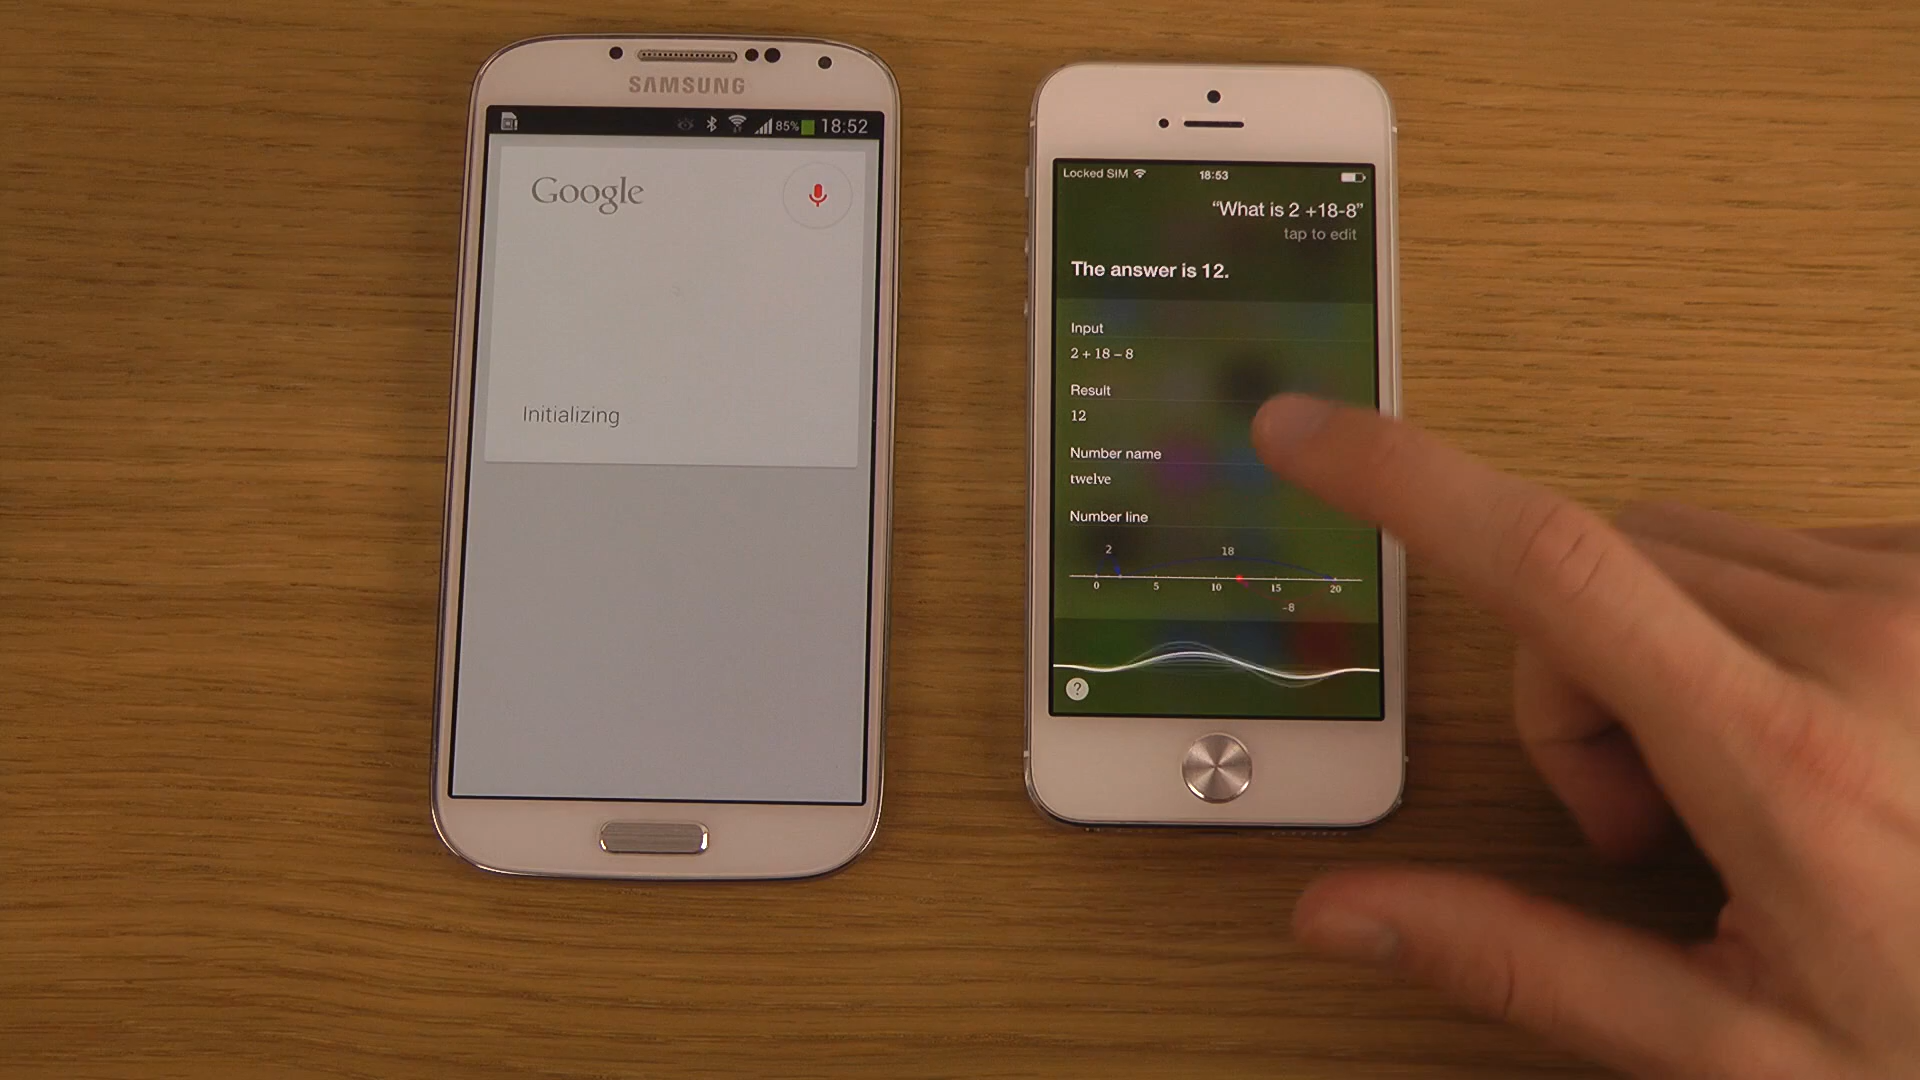 SAMSUNG
85% 18:52
Google
Initializing
Locked SIM 18:53
“What is 2 +18-8”
tap to edit
The answer is 12.
Input
2 + 18 – 8
Result
12
Number name
twelve
Number line
2 18
0 5 10 15 20
-8
?